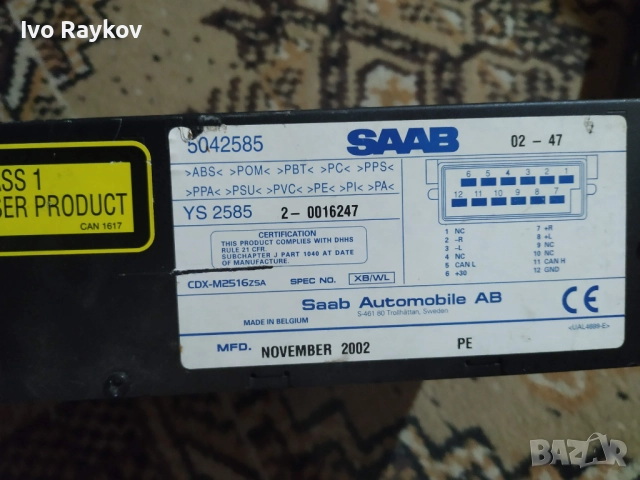 Ivo Raykov
ASS 1
SER PRODUCT
CAN 1617
5042585
SAAB
02 - 47
>ABS< >POM< >PBT< >PC< >PPS<
>PPA< >PSU< >PVC< >PE< >PI< >PA<
YS 2585 2-0016247
CERTIFICATION
THIS PRODUCT COMPLIES WITH DHHS
RULE 21 CFR.
SUBCHAPTER J PART 1040 AT DATE
OF MANUFACTURE.
CDX-M2516ZSA SPEC NO. XB/WL
6 5 4 3 2 1
12 11 10 9 8 7
1 NC 7 +R
2 -R 8 +L
3 -L 9 NC
4 NC 10 NC
5 CAN L 11 CAN H
6 +30 12 GND
Saab Automobile AB
S-461 80 Trollhättan, Sweden
MADE IN BELGIUM
CE
<UAL4889-E>
MFD. NOVEMBER 2002 PE
BAZAR
bg